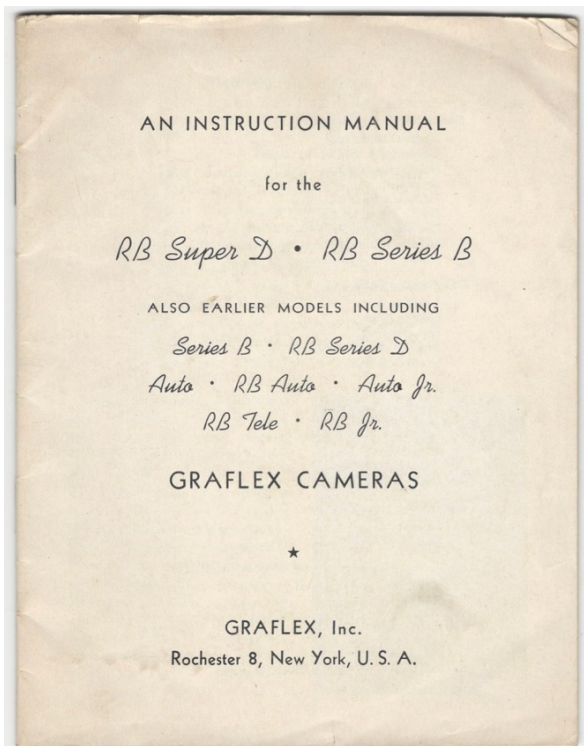 AN INSTRUCTION MANUAL
for the
RB Super D • RB Series B
ALSO EARLIER MODELS INCLUDING
Series B · RB Series D
Auto · RB Auto · Auto Jr.
RB Tele · RB Jr.
GRAFLEX CAMERAS
★
GRAFLEX, Inc.
Rochester 8, New York, U. S. A.